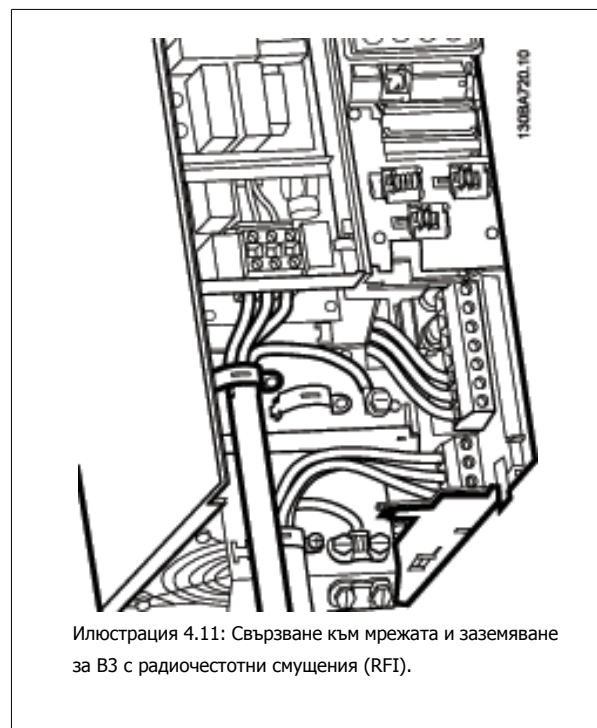 130BA720.10
Илюстрация 4.11: Свързване към мрежата и заземяване
за B3 с радиочестотни смущения (RFI).